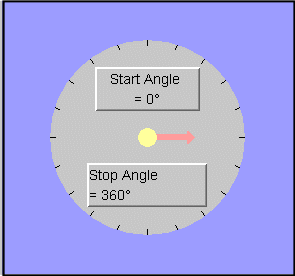 Start Angle
= 0°
Stop Angle
= 360°